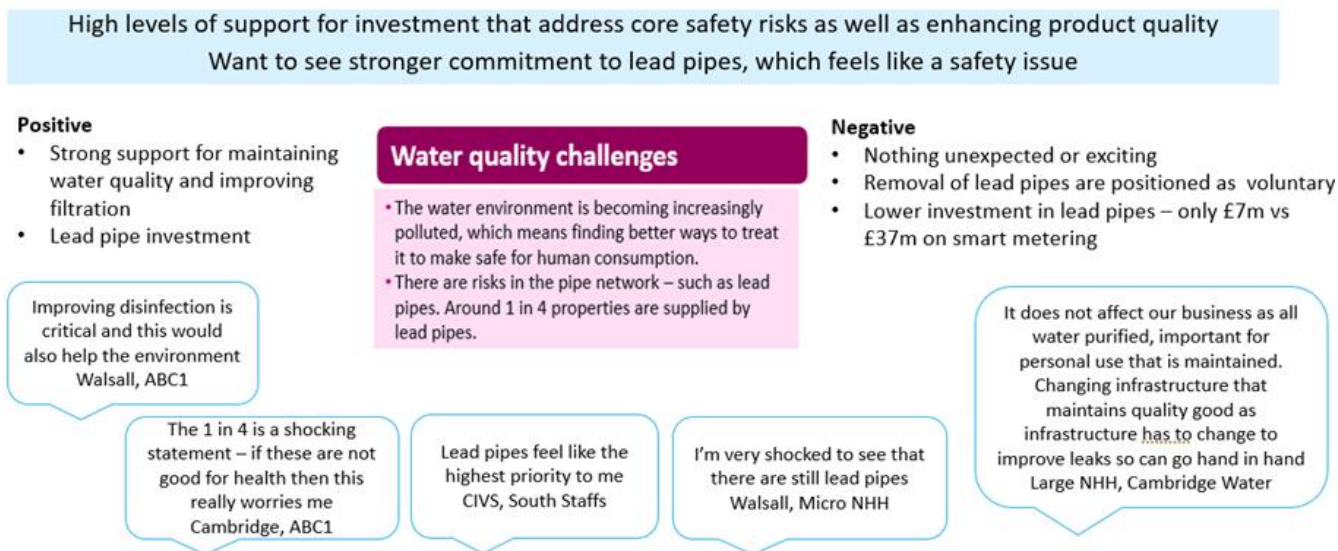 High levels of support for investment that address core safety risks as well as enhancing product quality
Want to see stronger commitment to lead pipes, which feels like a safety issue
Positive
• Strong support for maintaining
water quality and improving
filtration
• Lead pipe investment
Water quality challenges
• The water environment is becoming increasingly
polluted, which means finding better ways to treat
it to make safe for human consumption.
• There are risks in the pipe network – such as lead
pipes. Around 1 in 4 properties are supplied by
lead pipes.
Negative
• Nothing unexpected or exciting
• Removal of lead pipes are positioned as voluntary
• Lower investment in lead pipes – only £7m vs
£37m on smart metering
Improving disinfection is
critical and this would
also help the environment
Walsall, ABC1
The 1 in 4 is a shocking
statement – if these are not
good for health then this
really worries me
Cambridge, ABC1
Lead pipes feel like the
highest priority to me
CIVS, South Staffs
I'm very shocked to see that
there are still lead pipes
Walsall, Micro NHH
It does not affect our business as all
water purified, important for
personal use that is maintained.
Changing infrastructure that
maintains quality good as
infrastructure has to change to
improve leaks so can go hand in hand
Large NHH, Cambridge Water